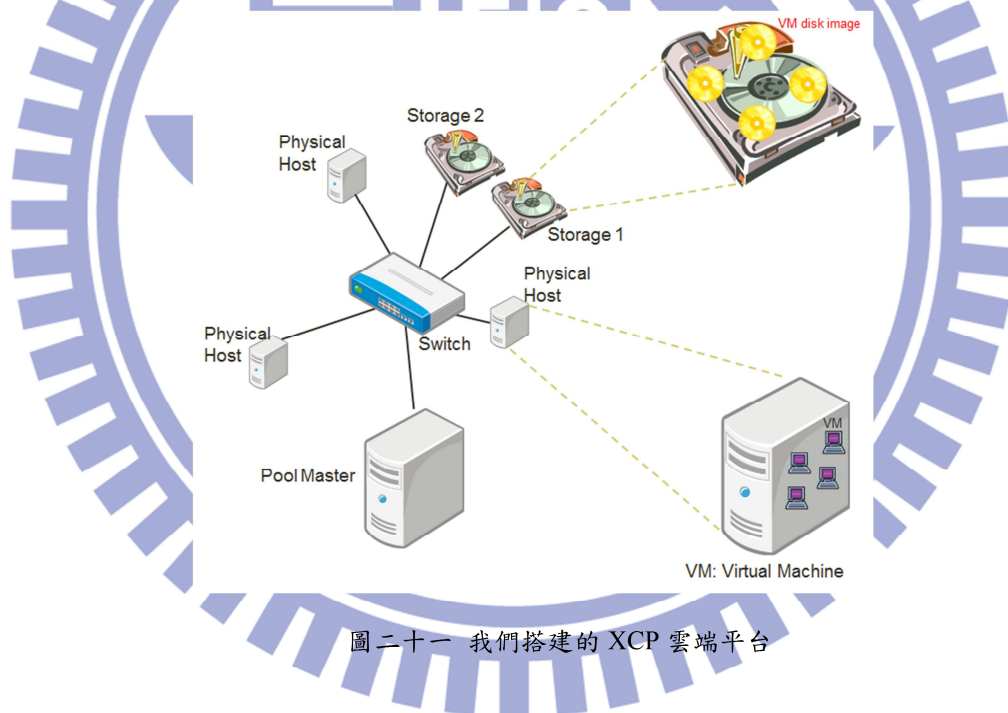 VM disk image
Storage 2
Physical
Host
Storage 1
Physical
Host
Physical
Host
Switch
VM
Pool Master
VM: Virtual Machine
圖二十一 我們搭建的 XCP 雲端平台